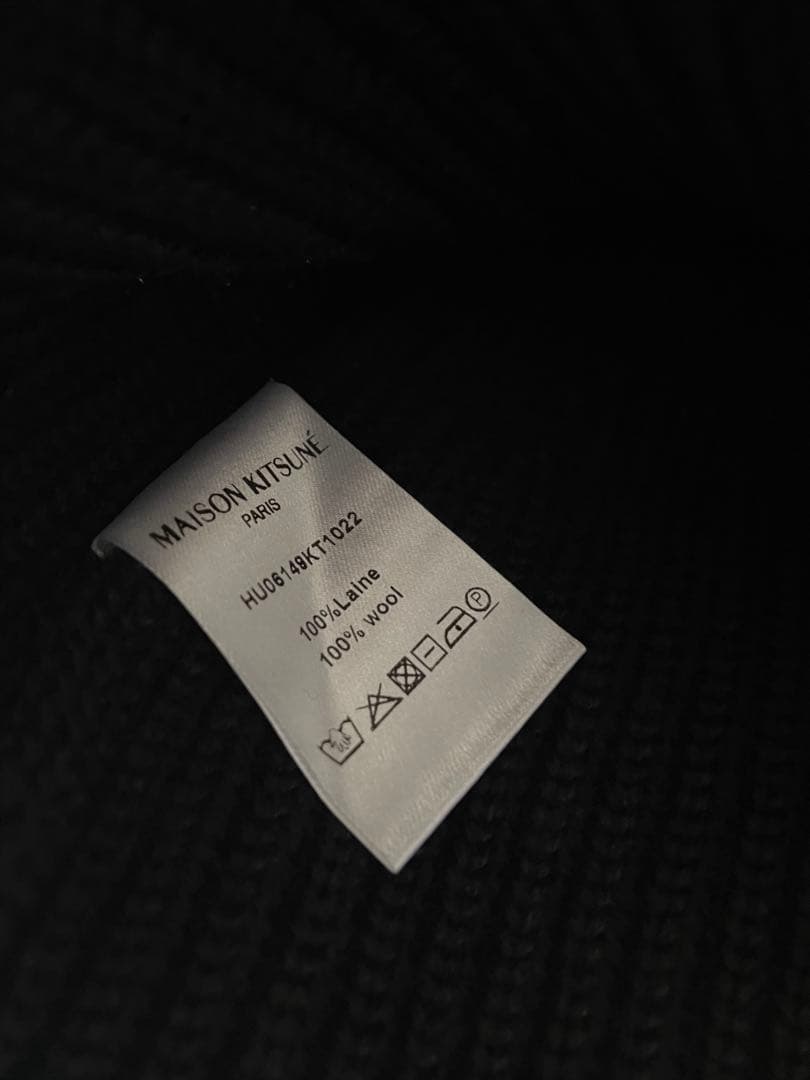 MAISON KITSUNÉ
PARIS
HU06149KT1022
100%Laine
100% wool
P